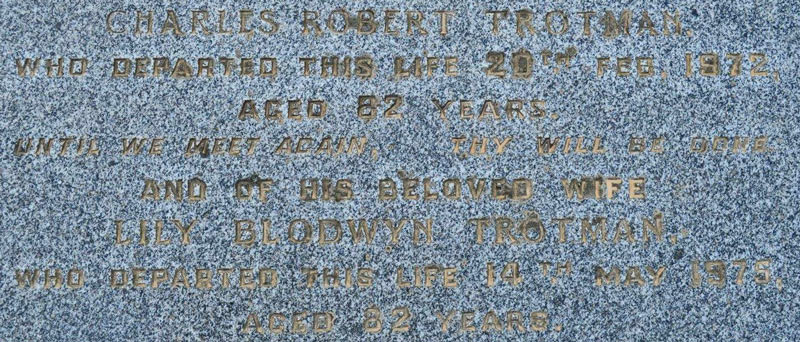 CHARLES ROBERT TROTMAN,
WHO DEPARTED THIS LIFE 20TH FEB. 1972,
AGED 82 YEARS.
UNTIL WE MEET AGAIN, THY WILL BE DONE.
AND OF HIS BELOVED WIFE
LILY BLODWYN TROTMAN,
WHO DEPARTED THIS LIFE 14TH MAY 1975,
AGED 82 YEARS.